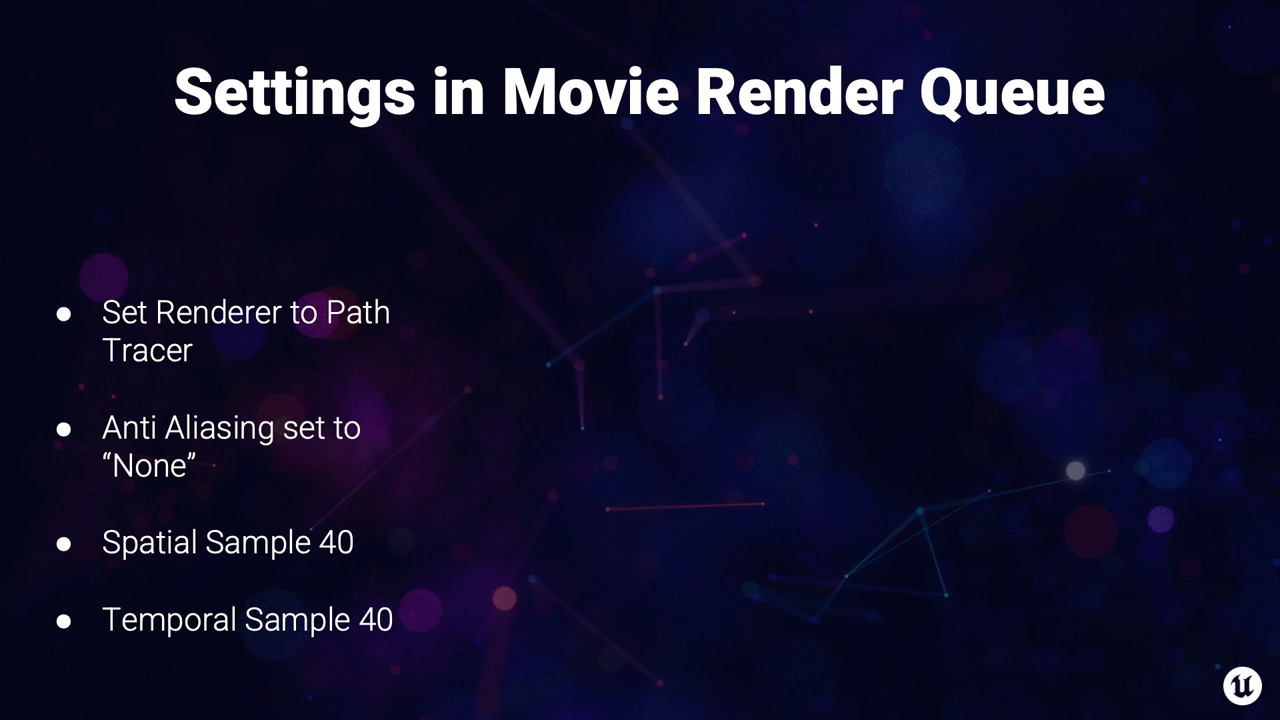 Settings in Movie Render Queue
● Set Renderer to Path
Tracer
● Anti Aliasing set to
“None”
● Spatial Sample 40
● Temporal Sample 40